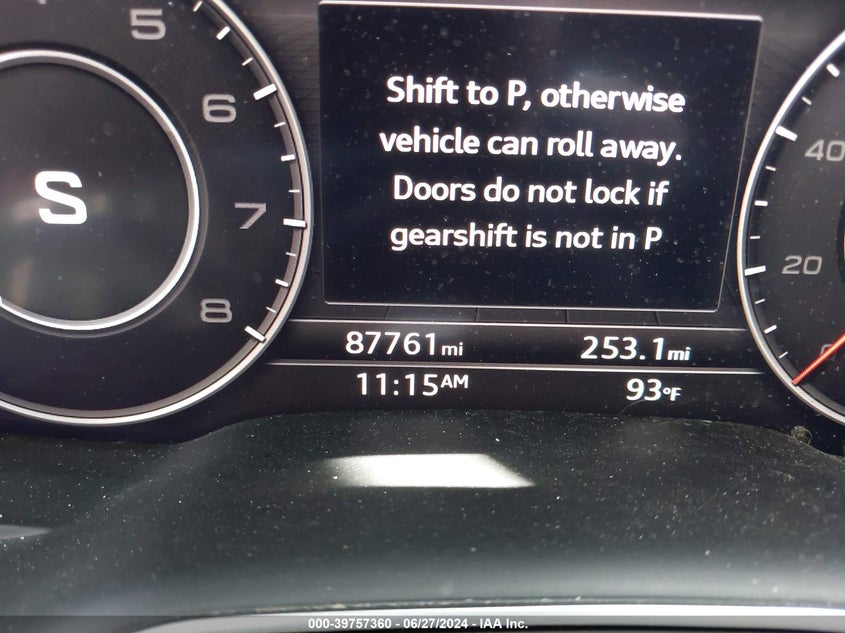 5
6
7
8
S
Shift to P, otherwise
vehicle can roll away.
Doors do not lock if
gearshift is not in P
40
20
87761mi
253.1mi
11:15AM
93°F
000-39757360 - 06/27/2024 - IAA Inc.